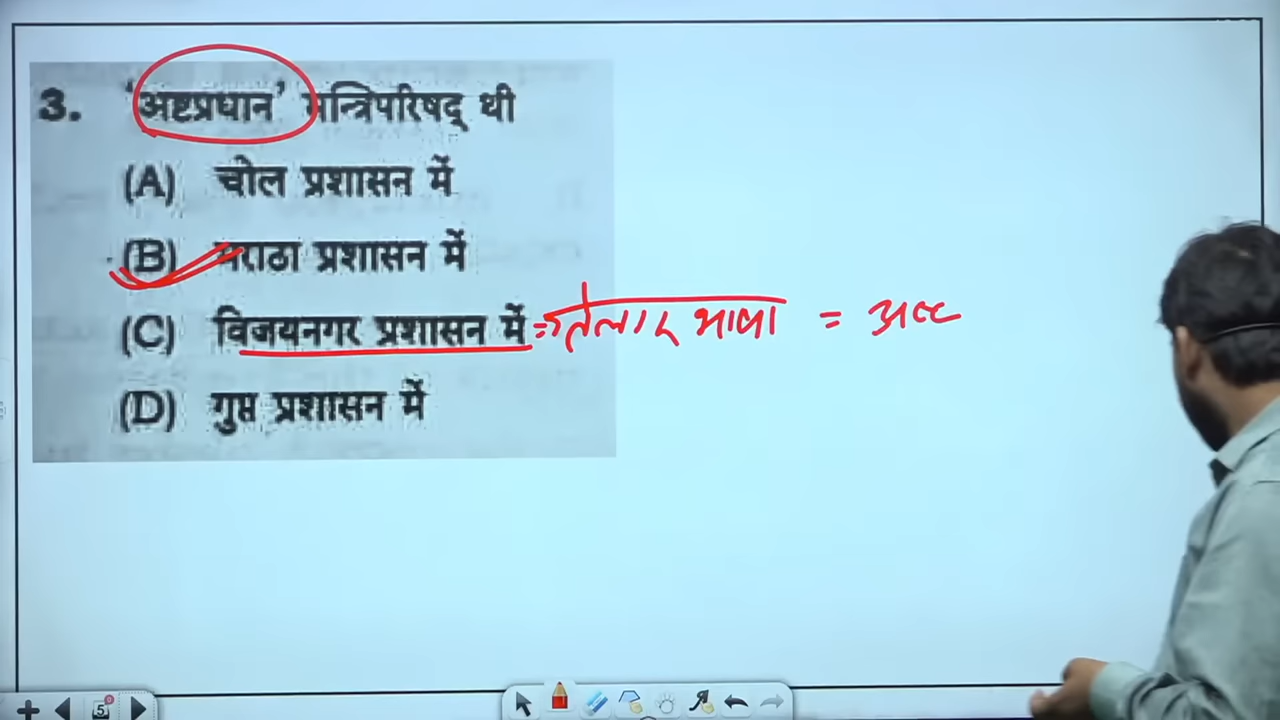 3. 'अष्टप्रधान' मन्त्रिपरिषद् थी
(A) चोल प्रशासन में
(B) मराठा प्रशासन में
(C) विजयनगर प्रशासन में = भाषा =
(D) गुप्त प्रशासन में